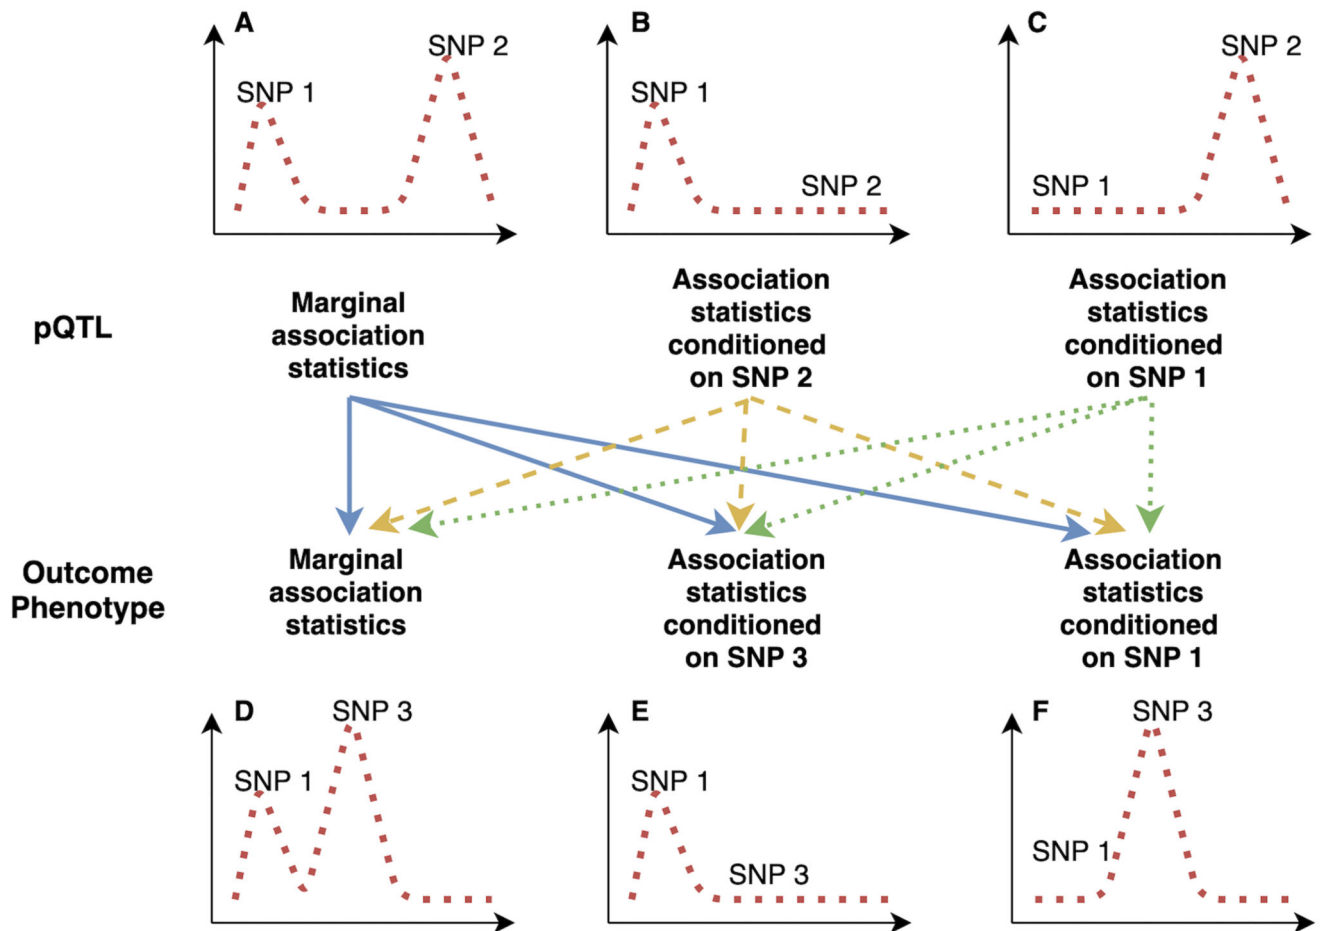 A
SNP 1
SNP 2
B
SNP 1
SNP 2
C
SNP 1
SNP 2
pQTL
Marginal
association
statistics
Association
statistics
conditioned
on SNP 2
Association
statistics
conditioned
on SNP 1
Outcome
Phenotype
Marginal
association
statistics
Association
statistics
conditioned
on SNP 3
Association
statistics
conditioned
on SNP 1
D
SNP 3
SNP 1
E
SNP 1
SNP 3
F
SNP 3
SNP 1